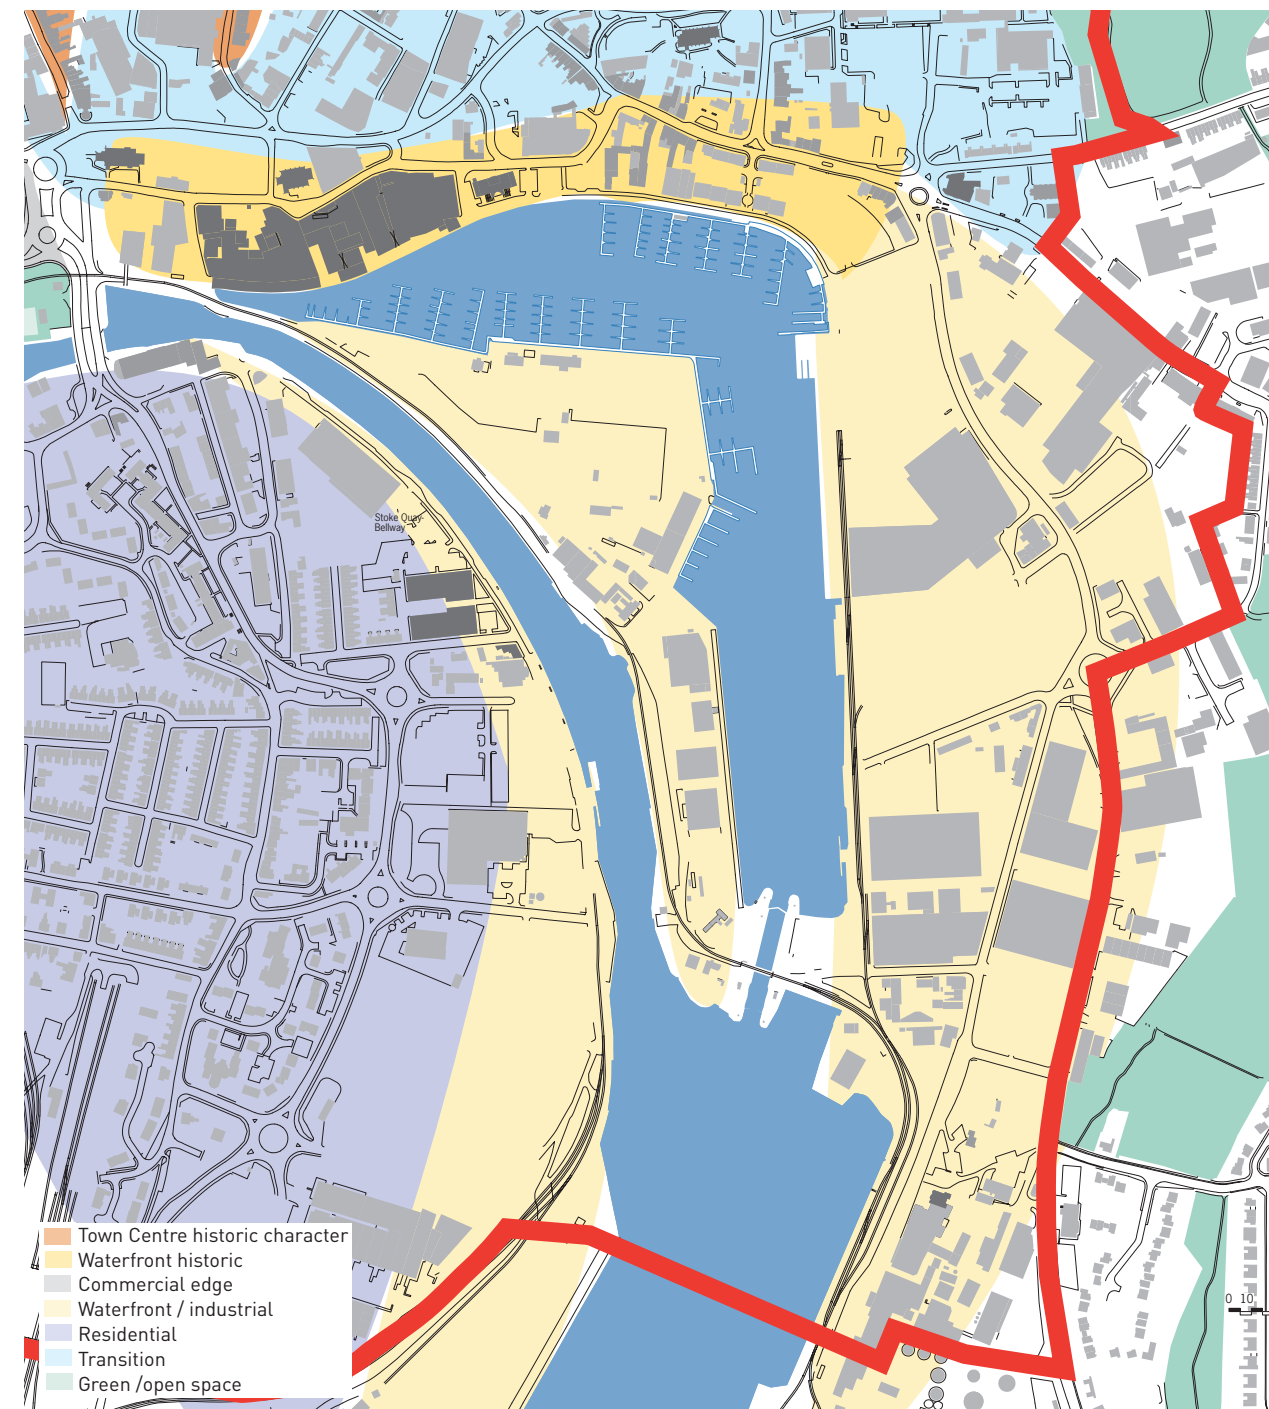 Stoke Quay-
Bellway
Town Centre historic character
Waterfront historic
Commercial edge
Waterfront / industrial
Residential
Transition
Green /open space
0 10